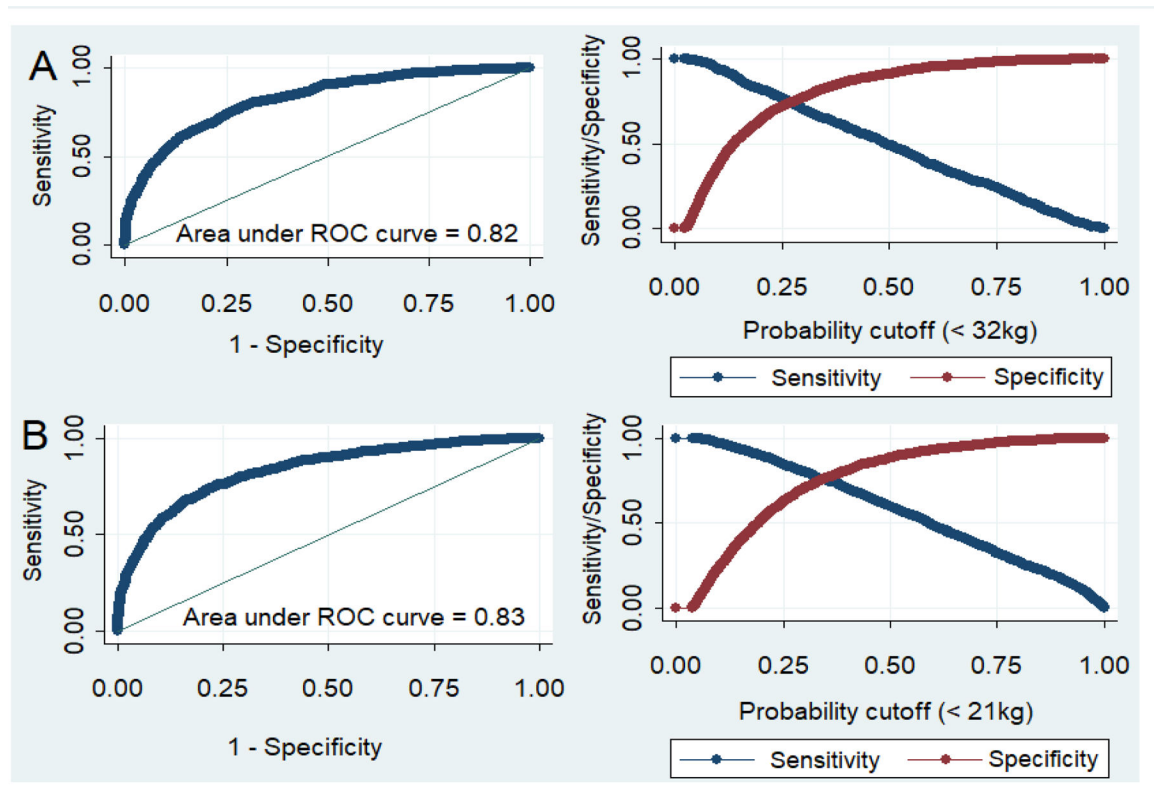 A
Sensitivity
1.00
0.50
0.00
Area under ROC curve = 0.82
0.00 0.25 0.50 0.75 1.00
1 - Specificity
Sensitivity/Specificity
1.00
0.50
0.00
0.00 0.25 0.50 0.75 1.00
Probability cutoff (< 32kg)
Sensitivity Specificity
B
Sensitivity
1.00
0.50
0.00
Area under ROC curve = 0.83
0.00 0.25 0.50 0.75 1.00
1 - Specificity
Sensitivity/Specificity
1.00
0.50
0.00
0.00 0.25 0.50 0.75 1.00
Probability cutoff (< 21kg)
Sensitivity Specificity